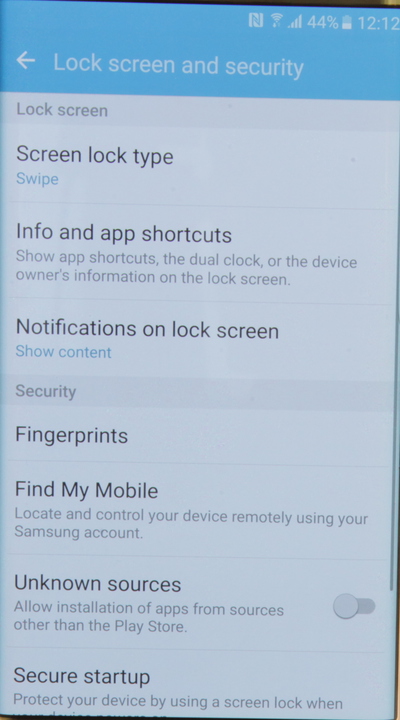 44% 12:12
Lock screen and security
Lock screen
Screen lock type
Swipe
Info and app shortcuts
Show app shortcuts, the dual clock, or the device
owner's information on the lock screen.
Notifications on lock screen
Show content
Security
Fingerprints
Find My Mobile
Locate and control your device remotely using your
Samsung account.
Unknown sources
Allow installation of apps from sources
other than the Play Store.
Secure startup
Protect your device by using a screen lock when